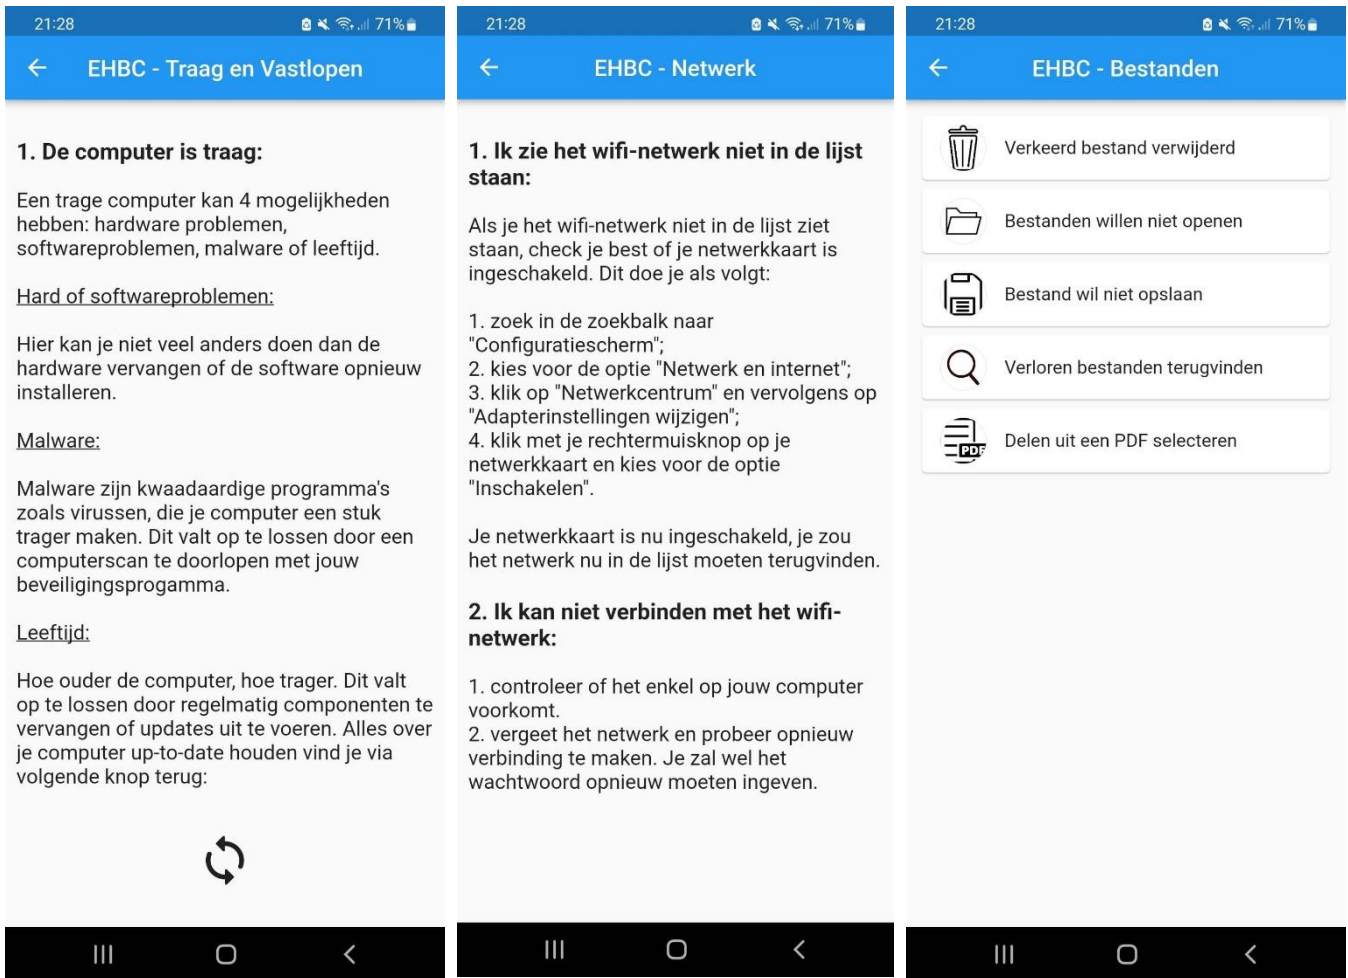 21:28
71%
EHBC - Traag en Vastlopen
1. De computer is traag:
Een trage computer kan 4 mogelijkheden
hebben: hardware problemen,
softwareproblemen, malware of leeftijd.
Hard of softwareproblemen:
Hier kan je niet veel anders doen dan de
hardware vervangen of de software opnieuw
installeren.
Malware:
Malware zijn kwaadaardige programma's
zoals virussen, die je computer een stuk
trager maken. Dit valt op te lossen door een
computerscan te doorlopen met jouw
beveiligingsprogamma.
Leeftijd:
Hoe ouder de computer, hoe trager. Dit valt
op te lossen door regelmatig componenten te
vervangen of updates uit te voeren. Alles over
je computer up-to-date houden vind je via
volgende knop terug:
21:28
71%
EHBC - Netwerk
1. Ik zie het wifi-netwerk niet in de lijst
staan:
Als je het wifi-netwerk niet in de lijst ziet
staan, check je best of je netwerkkaart is
ingeschakeld. Dit doe je als volgt:
1. zoek in de zoekbalk naar
"Configuratiescherm";
2. kies voor de optie "Netwerk en internet";
3. klik op "Netwerkcentrum" en vervolgens op
"Adapterinstellingen wijzigen";
4. klik met je rechtermuisknop op je
netwerkkaart en kies voor de optie
"Inschakelen".
Je netwerkkaart is nu ingeschakeld, je zou
het netwerk nu in de lijst moeten terugvinden.
2. Ik kan niet verbinden met het wifi-
netwerk:
1. controleer of het enkel op jouw computer
voorkomt.
2. vergeet het netwerk en probeer opnieuw
verbinding te maken. Je zal wel het
wachtwoord opnieuw moeten ingeven.
21:28
71%
EHBC - Bestanden
Verkeerd bestand verwijderd
Bestanden willen niet openen
Bestand wil niet opslaan
Verloren bestanden terugvinden
PDF
Delen uit een PDF selecteren